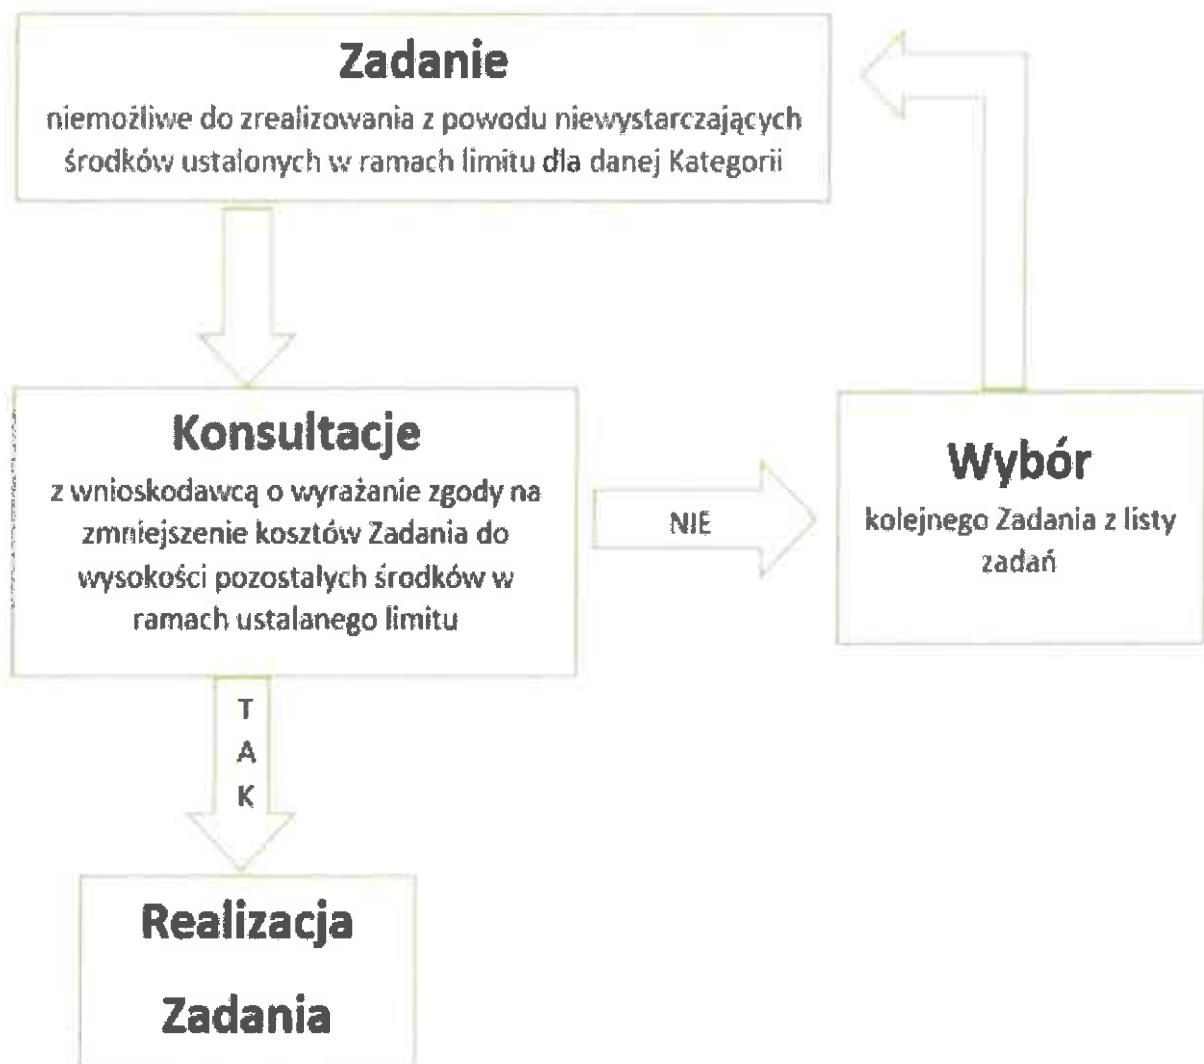 Zadanie
niemożliwe do zrealizowania z powodu niewystarczających
środków ustalonych w ramach limitu dla danej Kategorii
Konsultacje
z wnioskodawcą o wyrażanie zgody na
zmniejszenie kosztów Zadania do
wysokości pozostałych środków w
ramach ustalanego limitu
NIE
Wybór
kolejnego Zadania z listy
zadań
T
A
K
Realizacja
Zadania